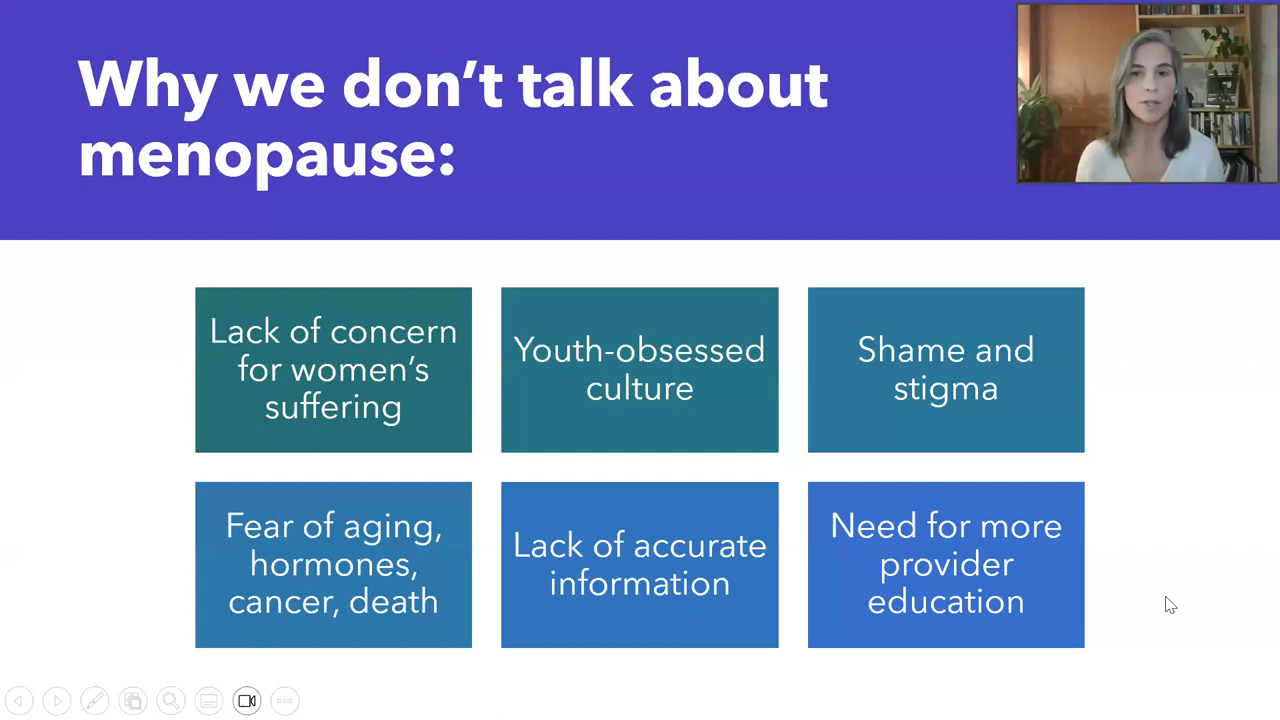 Why we don’t talk about
menopause:
Lack of concern
for women’s
suffering
Youth-obsessed
culture
Shame and
stigma
Fear of aging,
hormones,
cancer, death
Lack of accurate
information
Need for more
provider
education